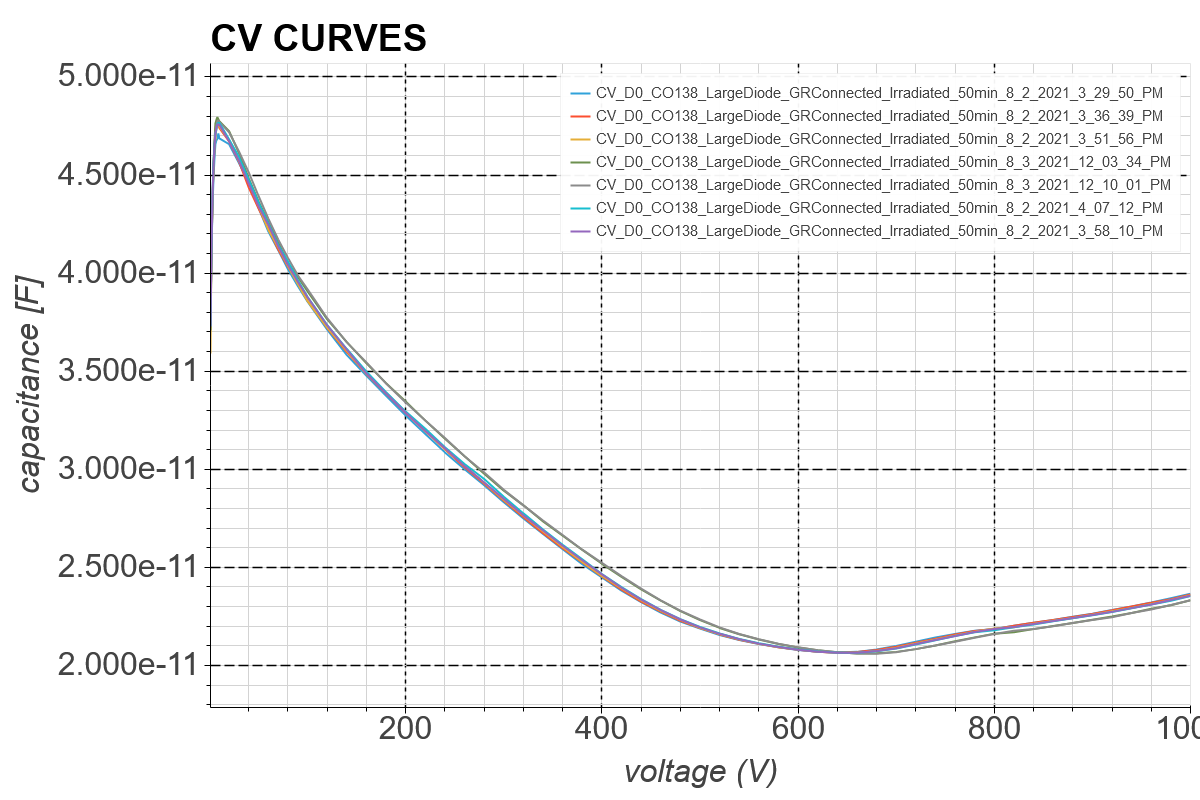 CV CURVES
5.000e-11
4.500e-11
4.000e-11
3.500e-11
3.000e-11
2.500e-11
2.000e-11
capacitance [F]
CV_D0_CO138_LargeDiode_GRConnected_Irradiated_50min_8_2_2021_3_29_50_PM
CV_D0_CO138_LargeDiode_GRConnected_Irradiated_50min_8_2_2021_3_36_39_PM
CV_D0_CO138_LargeDiode_GRConnected_Irradiated_50min_8_2_2021_3_51_56_PM
CV_D0_CO138_LargeDiode_GRConnected_Irradiated_50min_8_3_2021_12_03_34_PM
CV_D0_CO138_LargeDiode_GRConnected_Irradiated_50min_8_3_2021_12_10_01_PM
CV_D0_CO138_LargeDiode_GRConnected_Irradiated_50min_8_2_2021_4_07_12_PM
CV_D0_CO138_LargeDiode_GRConnected_Irradiated_50min_8_2_2021_3_58_10_PM
200 400 600 800 100
voltage (V)